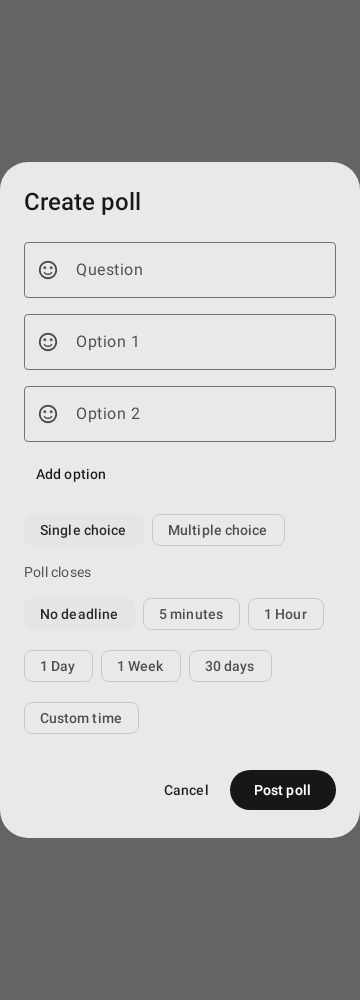 Create poll
Question
Option 1
Option 2
Add option
Single choice
Multiple choice
Poll closes
No deadline
5 minutes
1 Hour
1 Day
1 Week
30 days
Custom time
Cancel
Post poll